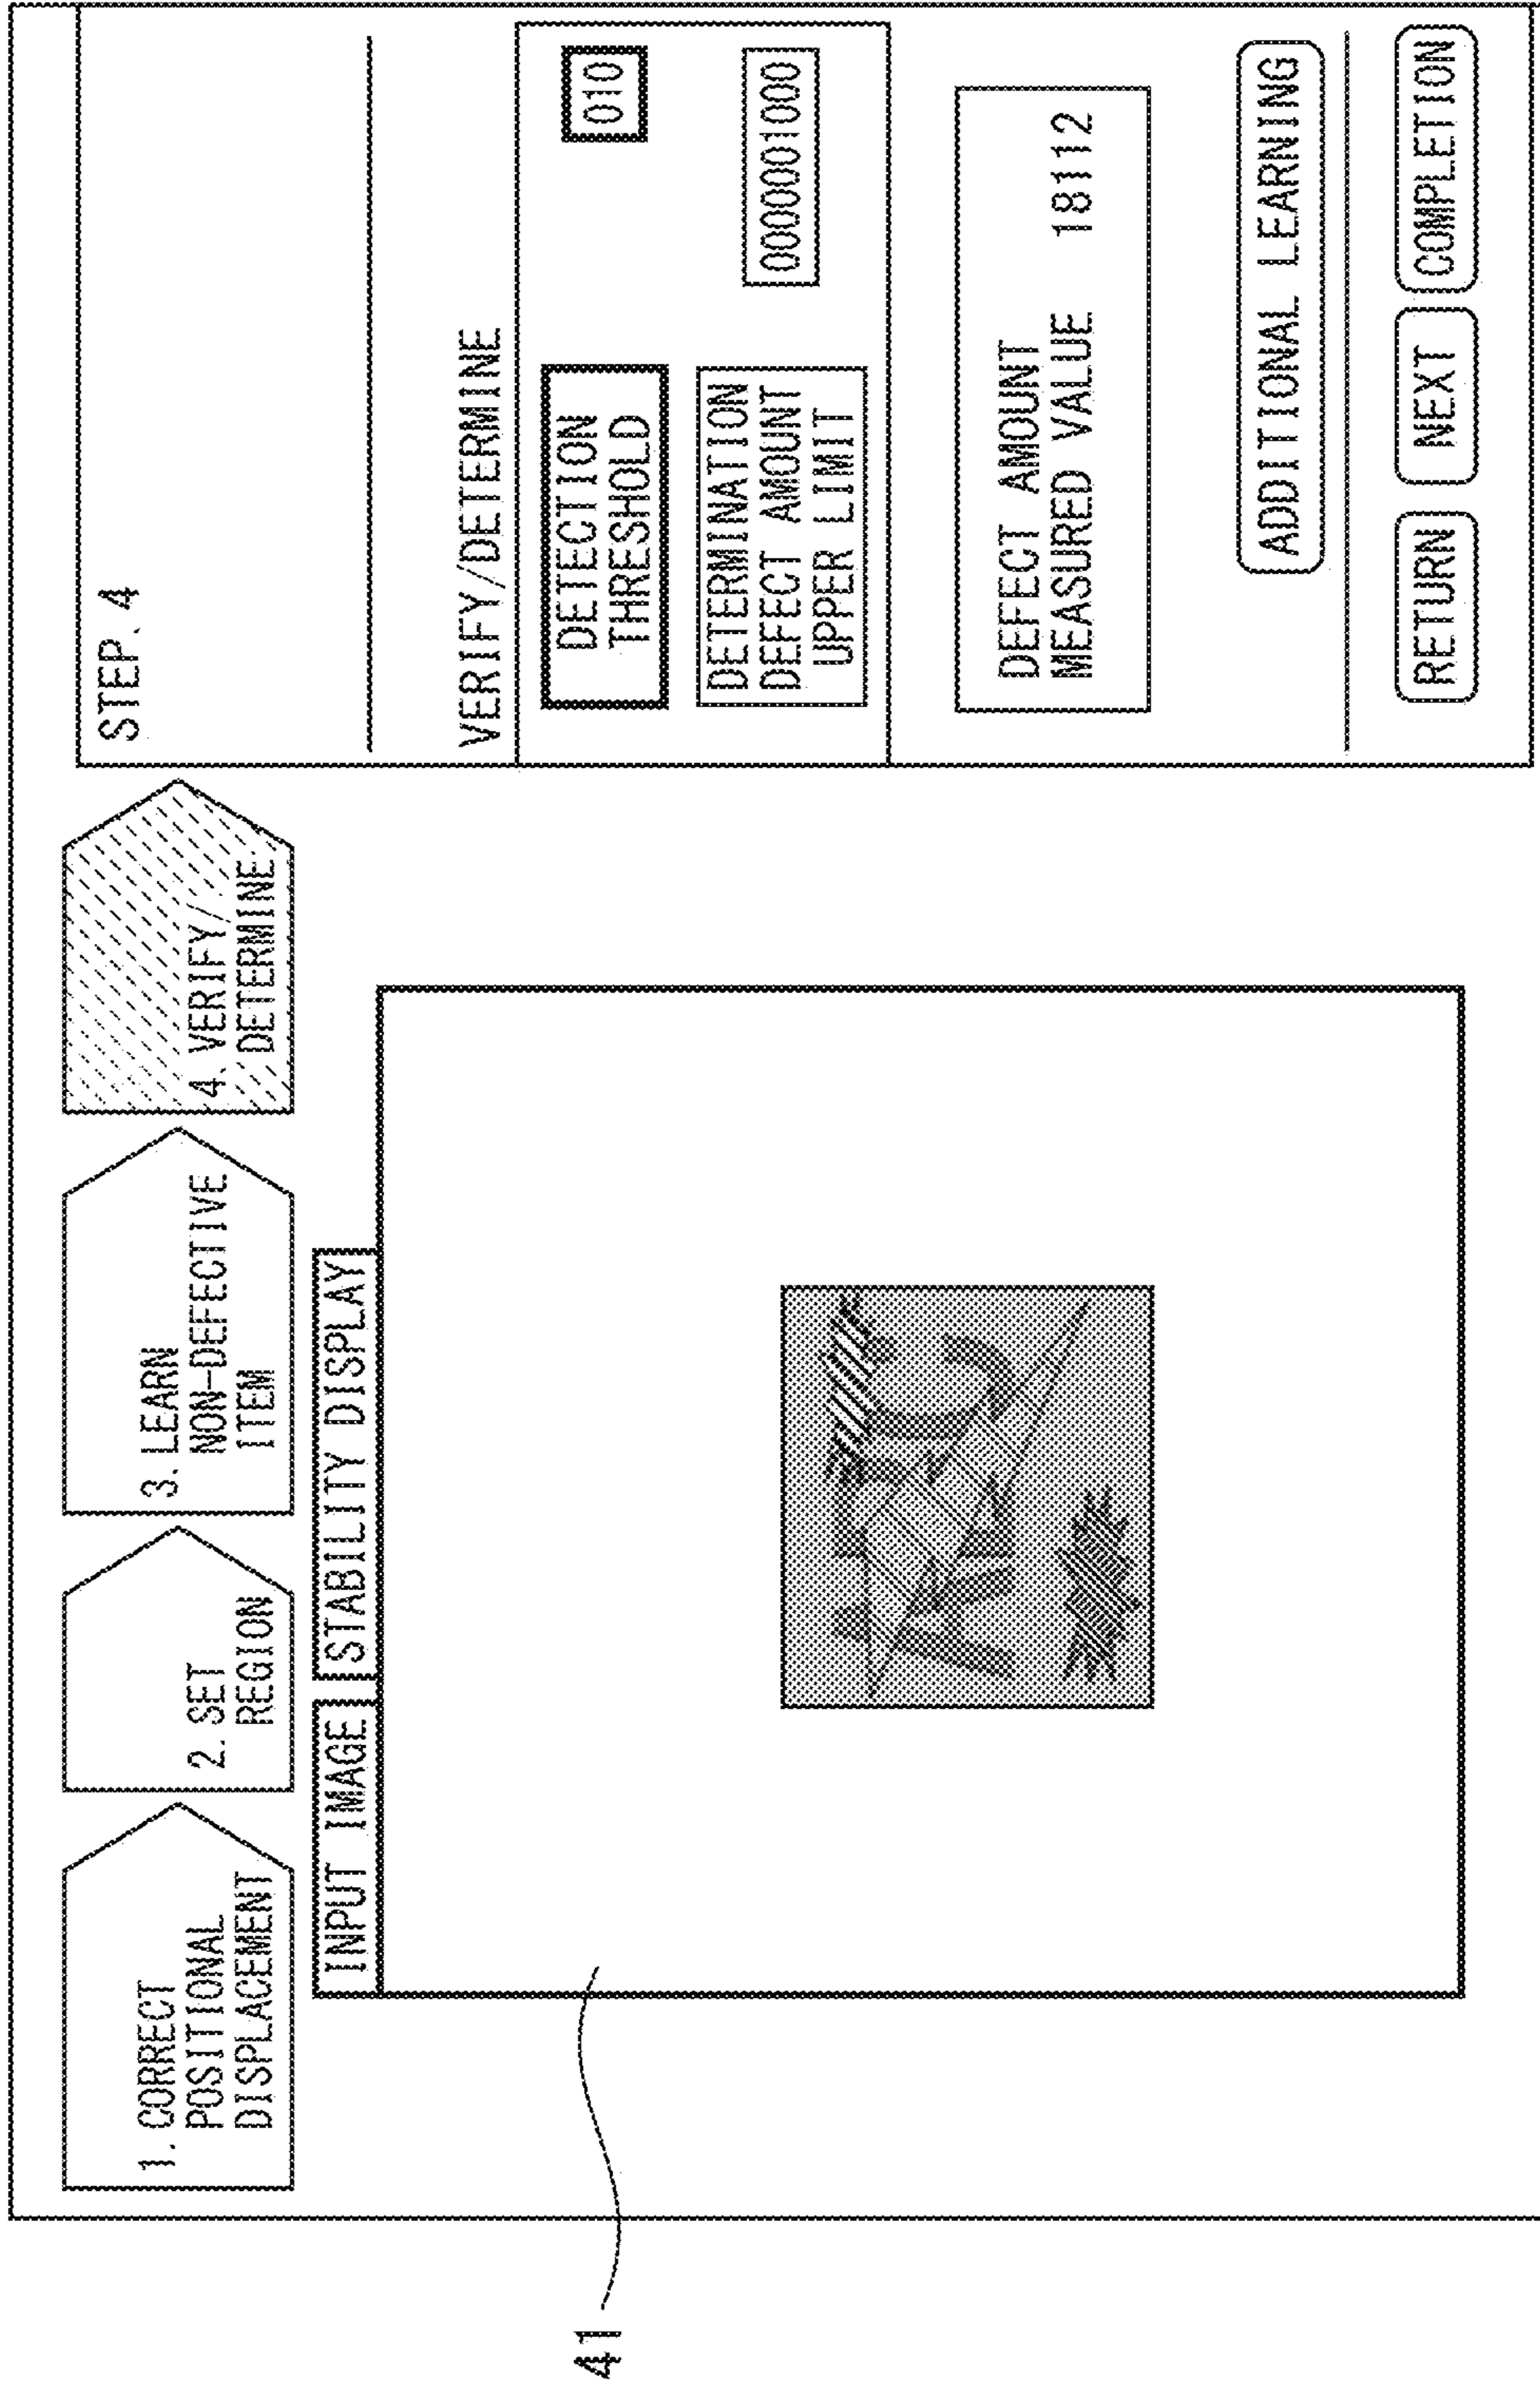 1. CORRECT
POSITIONAL
DISPLACEMENT
2. SET
REGION
3. LEARN
NON-DEFECTIVE
ITEM
4. VERIFY/
DETERMINE
INPUT IMAGE
STABILITY DISPLAY
41
STEP. 4
VERIFY/DETERMINE
DETECTION
THRESHOLD
010
DETERMINATION
DEFECT AMOUNT
UPPER LIMIT
000001000
DEFECT AMOUNT
MEASURED VALUE 18112
ADDITIONAL LEARNING
RETURN
NEXT
COMPLETION